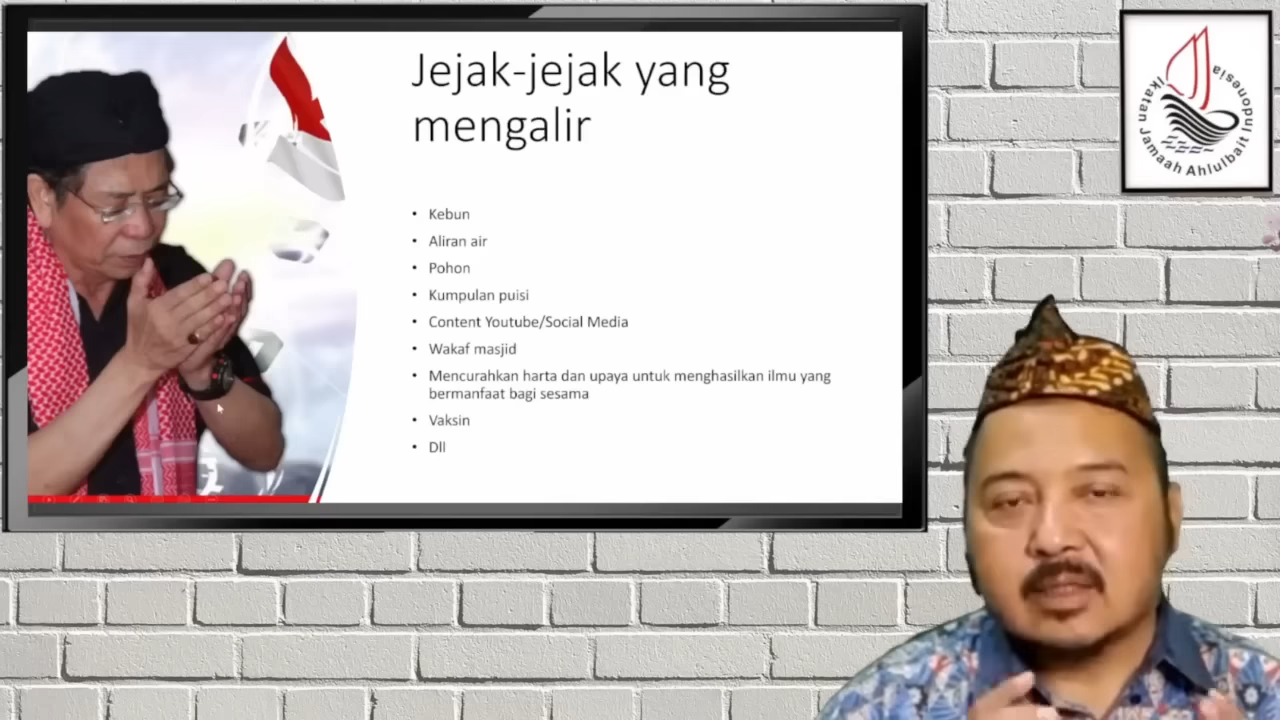 Jejak-jejak yang
mengalir
• Kebun
• Aliran air
• Pohon
• Kumpulan puisi
• Content Youtube/Social Media
• Wakaf masjid
• Mencurahkan harta dan upaya untuk menghasilkan ilmu yang
bermanfaat bagi sesama
• Vaksin
• Dll
Ikatan Jamaah Ahlulbait Indonesia